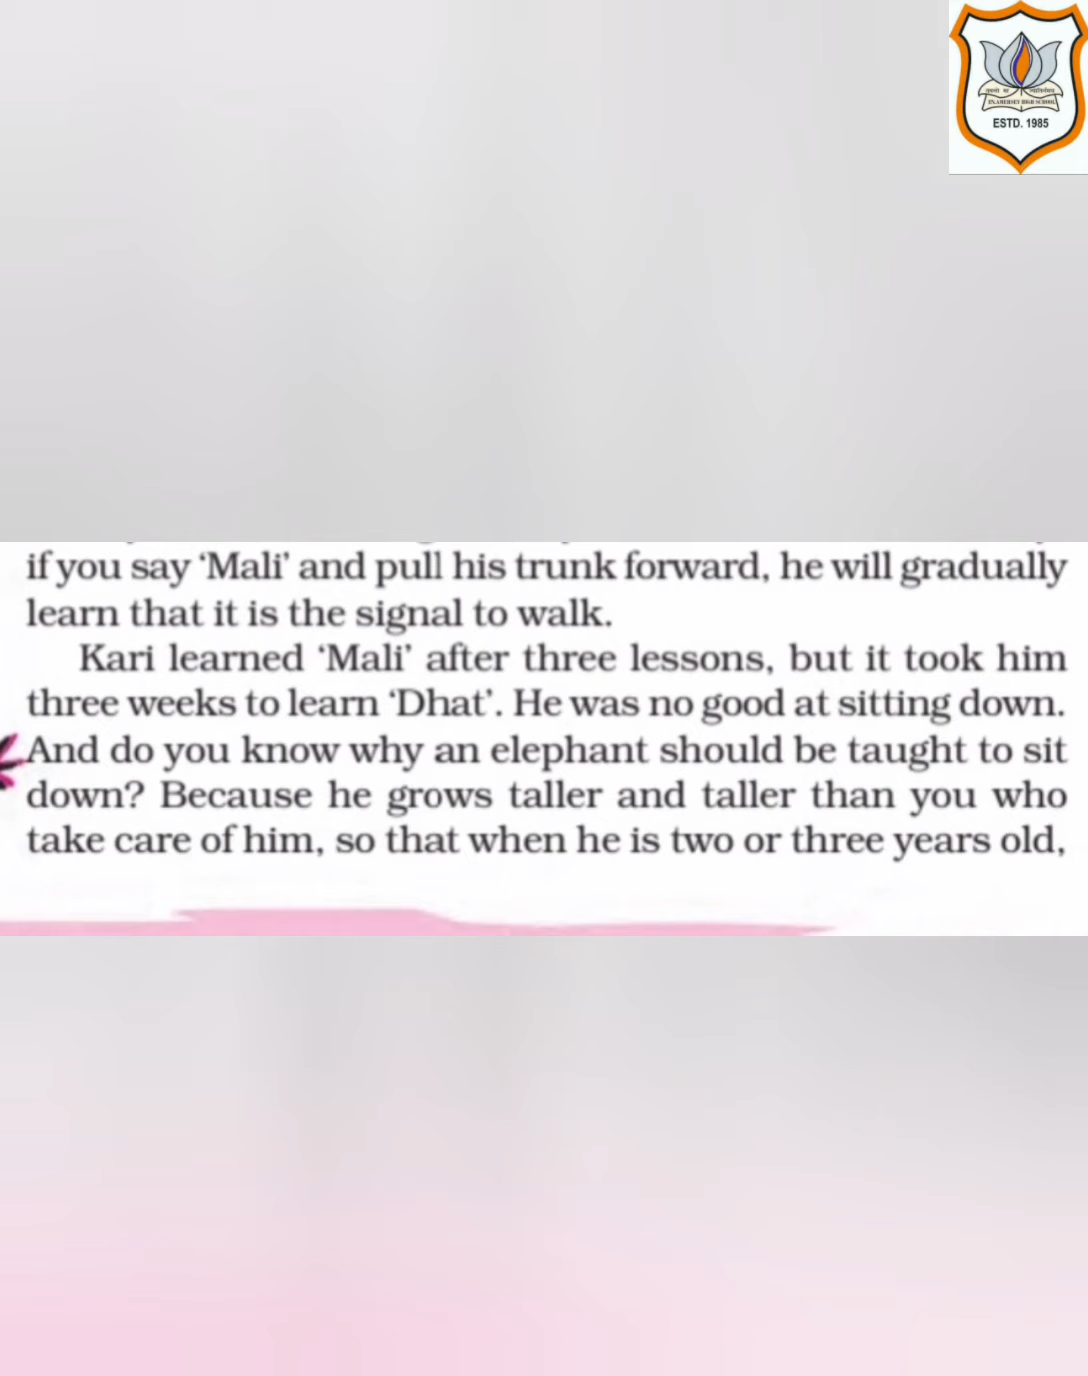 ESTD. 1985
if you say ‘Mali’ and pull his trunk forward, he will gradually
learn that it is the signal to walk.
Kari learned ‘Mali’ after three lessons, but it took him
three weeks to learn ‘Dhat’. He was no good at sitting down.
And do you know why an elephant should be taught to sit
down? Because he grows taller and taller than you who
take care of him, so that when he is two or three years old,